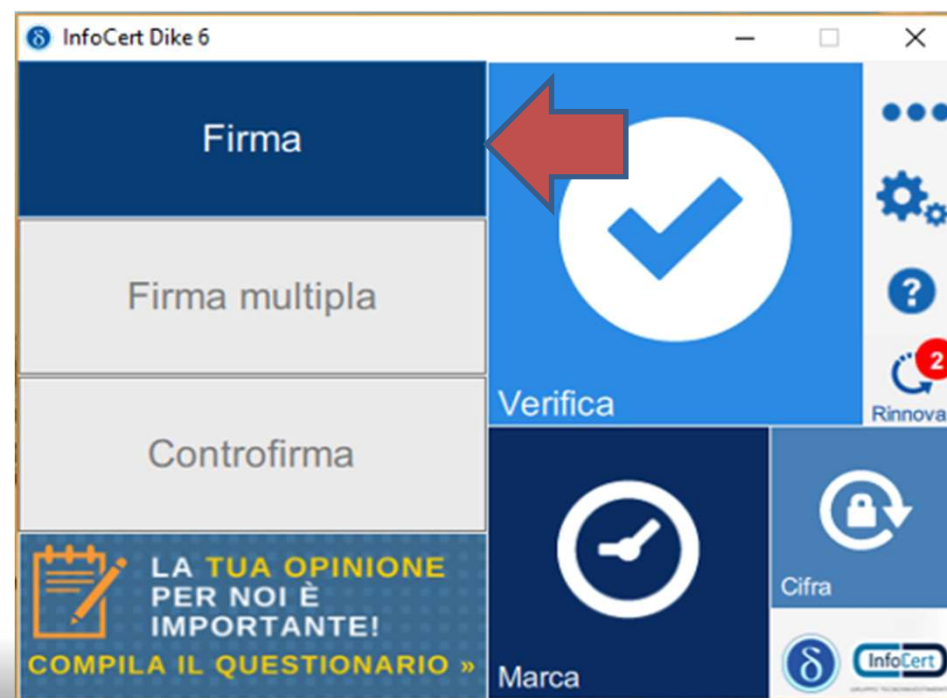 InfoCert Dike 6
Firma
Firma multipla
Controfirma
Verifica
2
Rinnova
LA TUA OPINIONE
PER NOI È
IMPORTANTE!
COMPILA IL QUESTIONARIO »
Marca
Cifra
InfoCert